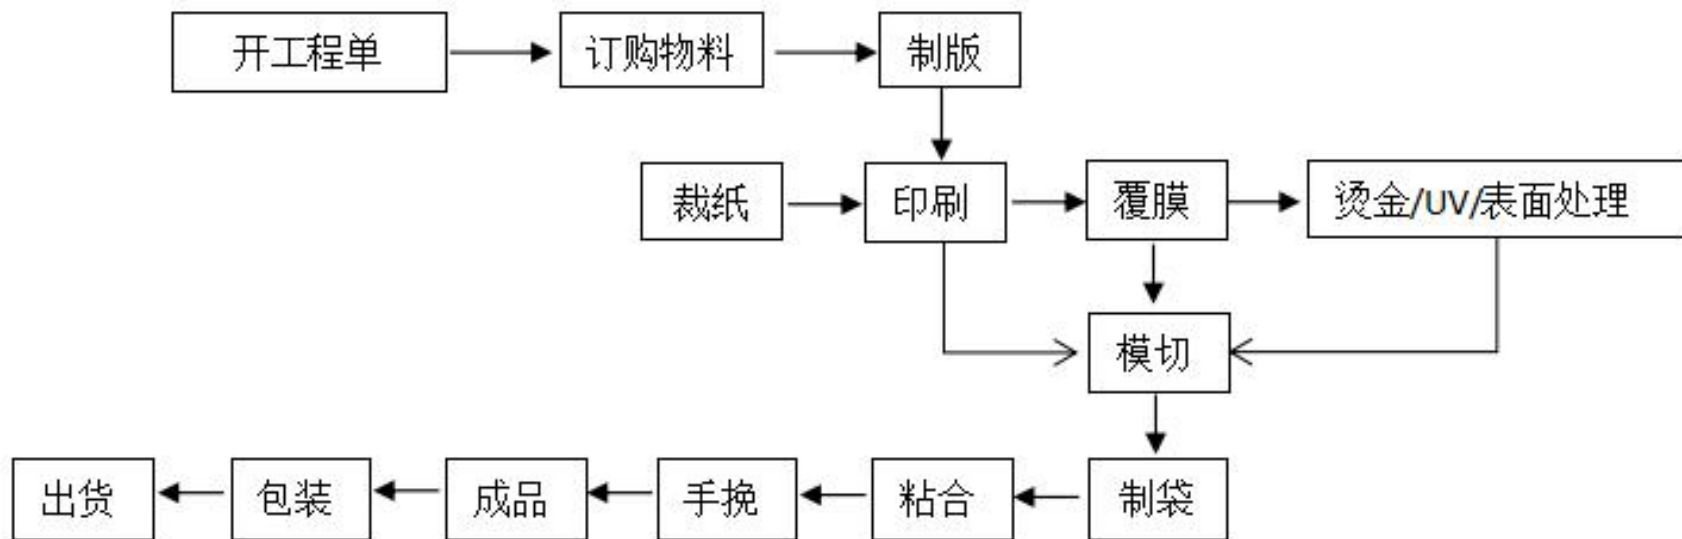 开工程单
订购物料
制版
裁纸
印刷
覆膜
烫金/UV/表面处理
模切
出货
包装
成品
手挽
粘合
制袋